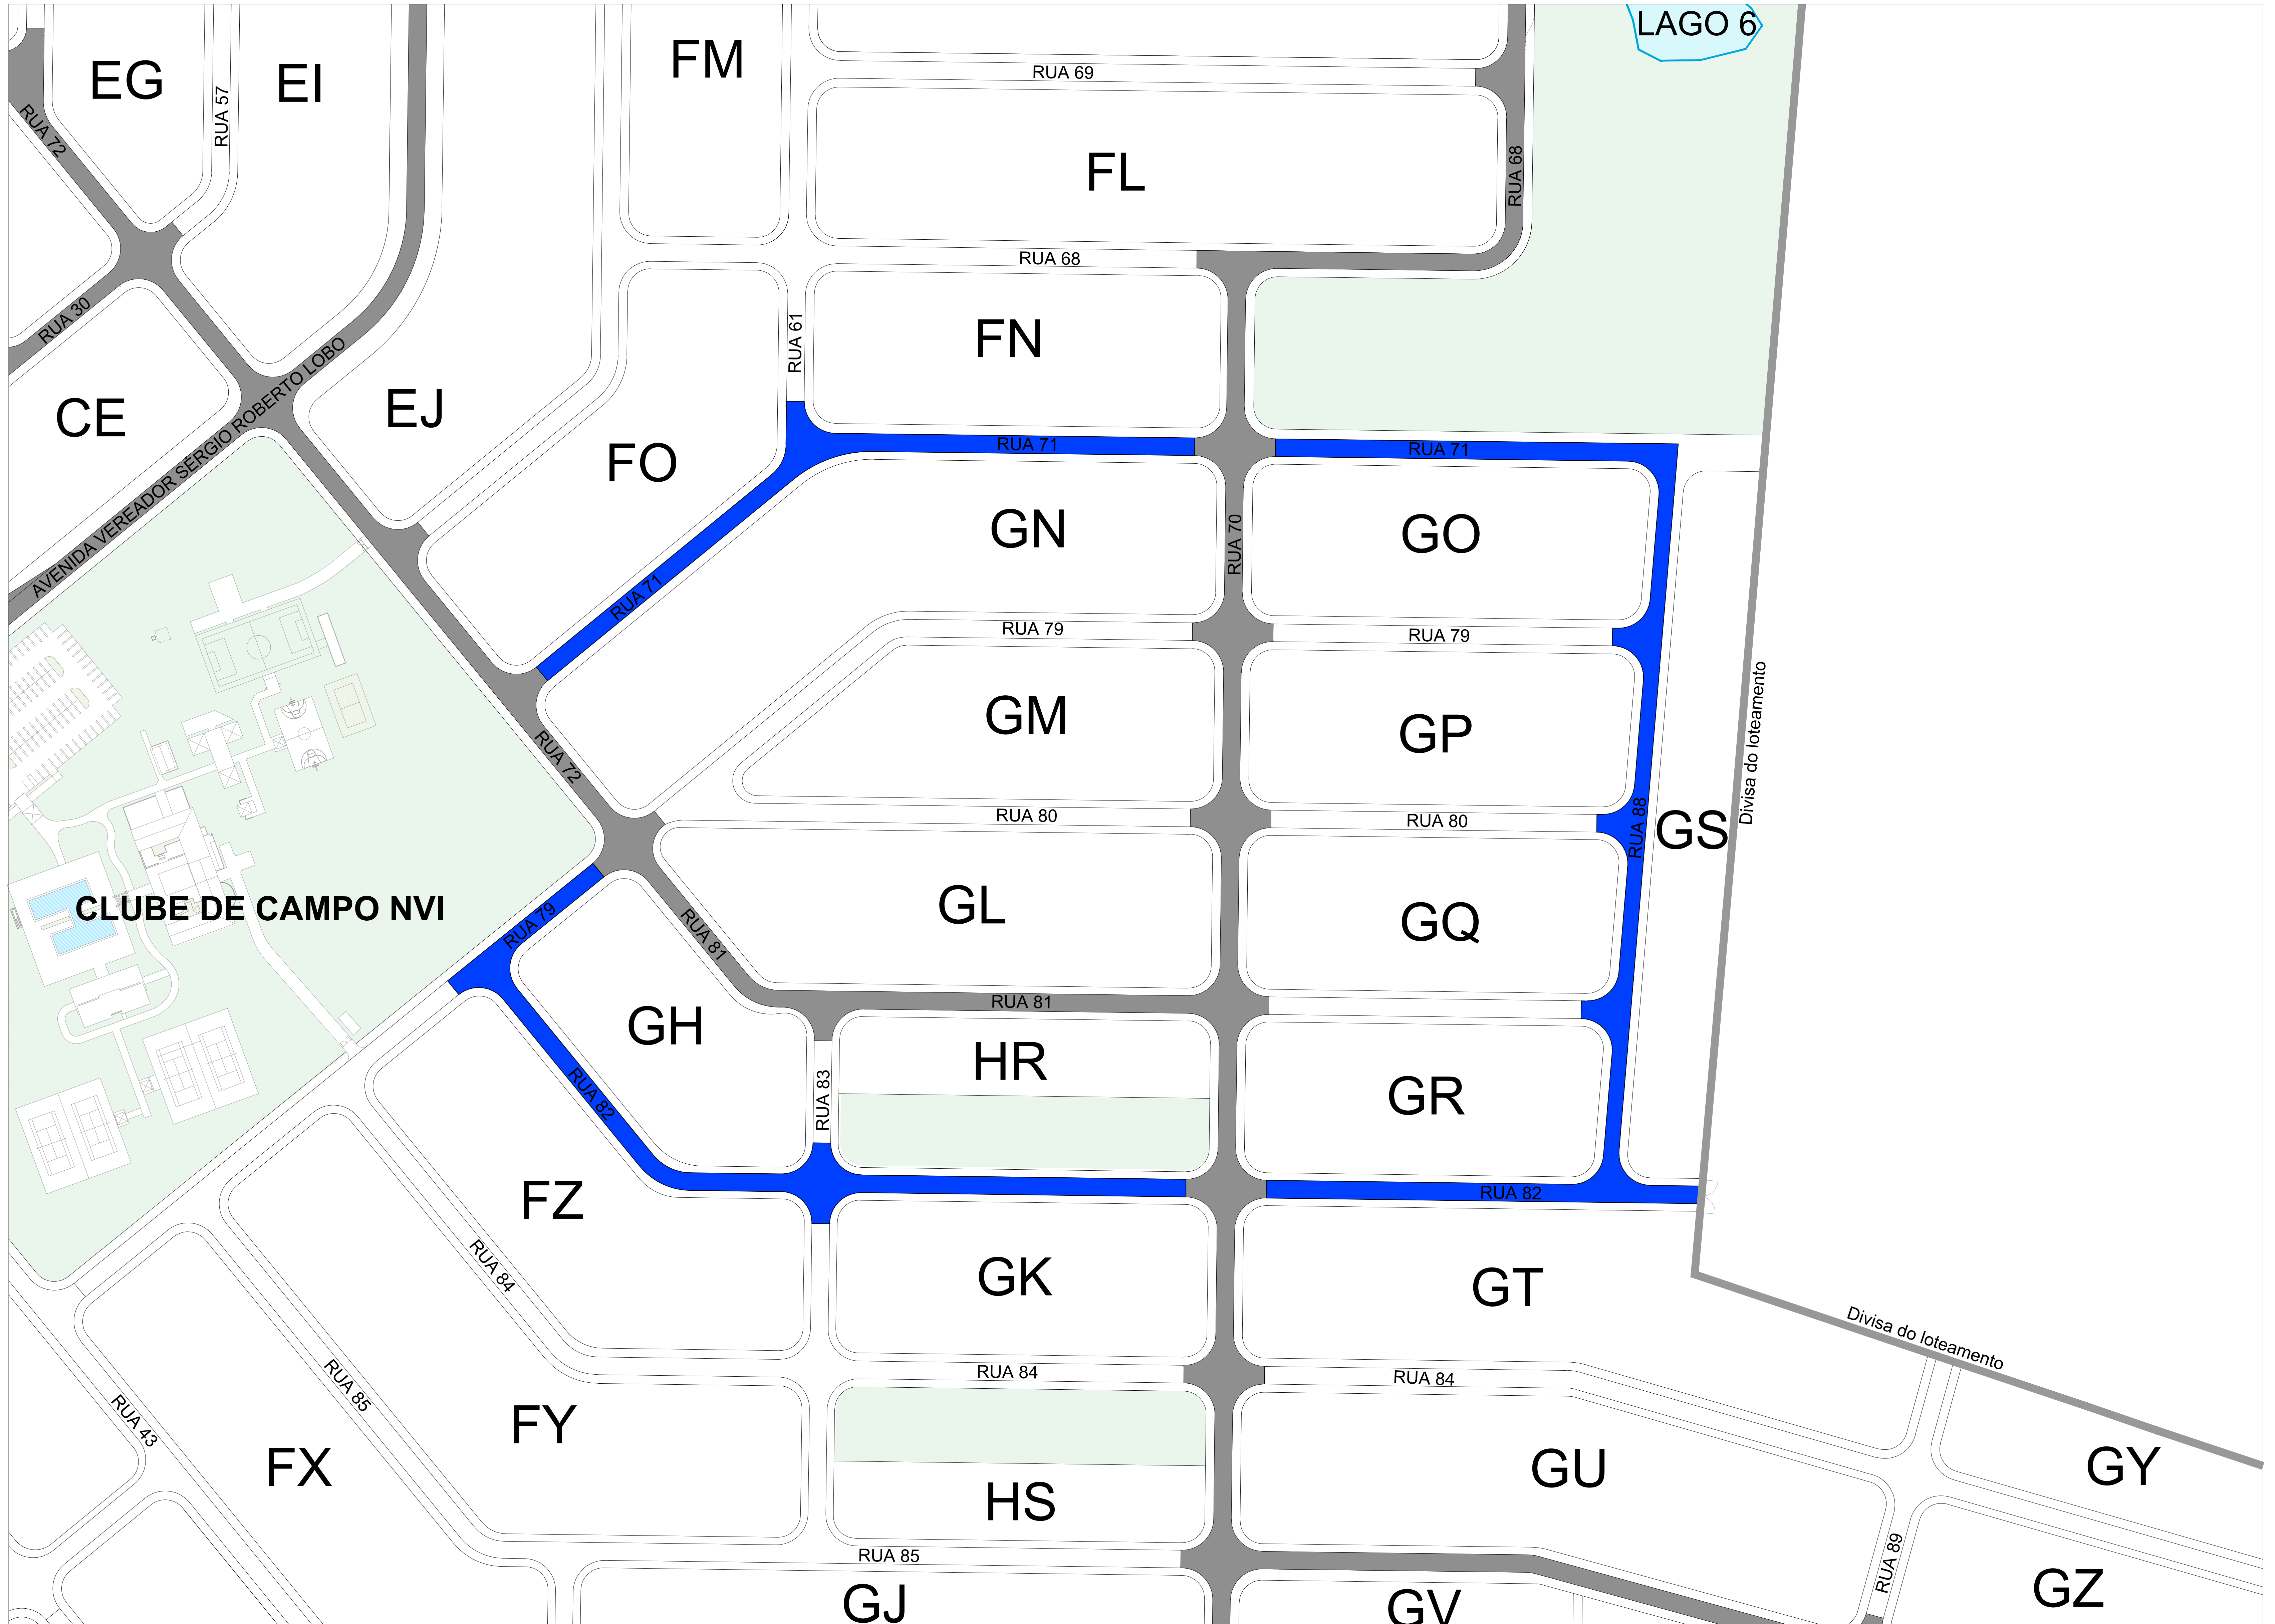 LAGO 6
EG
EI
FM
RUA 69
RUA 57
RUA 72
FL
RUA 68
RUA 68
RUA 30
RUA 61
FN
CE
EJ
AVENIDA VEREADOR SÉRGIO ROBERTO LOBO
FO
RUA 71
RUA 71
GN
RUA 70
GO
RUA 71
RUA 79
RUA 79
Divisa do loteamento
GM
GP
RUA 72
RUA 80
RUA 80
RUA 88
GS
CLUBE DE CAMPO NVI
RUA 79
RUA 81
GL
GQ
RUA 81
GH
HR
RUA 83
GR
RUA 82
FZ
RUA 82
RUA 84
GK
GT
Divisa do loteamento
RUA 84
RUA 84
RUA 85
RUA 43
FY
FX
GU
GY
HS
RUA 85
RUA 89
GZ
GJ
GV